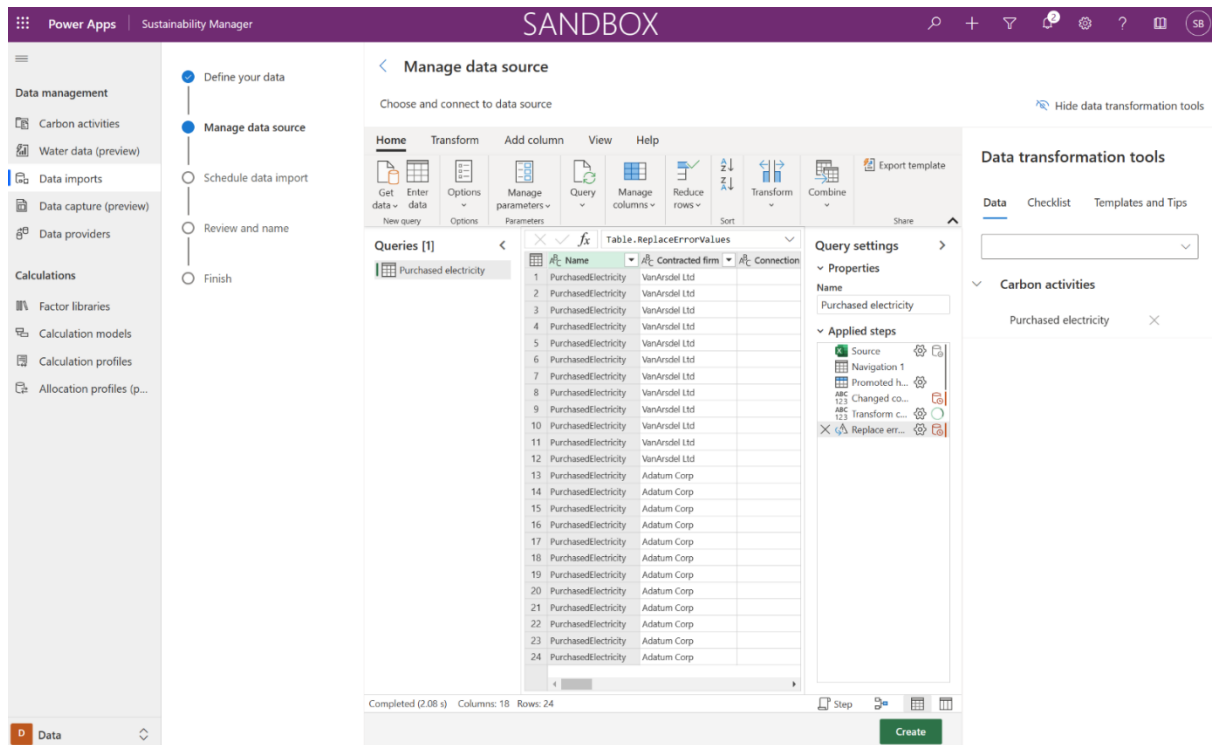 Power Apps Sustainability Manager
SANDBOX
2
?
SB
Data management
Carbon activities
Water data (preview)
Data imports
Data capture (preview)
Data providers
Calculations
Factor libraries
Calculation models
Calculation profiles
Allocation profiles (p...
D Data
Define your data
Manage data source
Schedule data import
Review and name
Finish
Manage data source
Choose and connect to data source
Hide data transformation tools
Home Transform Add column View Help
Get data
Enter data
Options
Manage parameters
Query
Manage columns
Reduce rows
A Z
Z A
Transform
Combine
Export template
New query Options Parameters Sort Share
Queries [1]
Purchased electricity
fx Table.ReplaceErrorValues
ABC Name ABC Contracted firm ABC Connection
1 PurchasedElectricity VanArsdel Ltd
2 PurchasedElectricity VanArsdel Ltd
3 PurchasedElectricity VanArsdel Ltd
4 PurchasedElectricity VanArsdel Ltd
5 PurchasedElectricity VanArsdel Ltd
6 PurchasedElectricity VanArsdel Ltd
7 PurchasedElectricity VanArsdel Ltd
8 PurchasedElectricity VanArsdel Ltd
9 PurchasedElectricity VanArsdel Ltd
10 PurchasedElectricity VanArsdel Ltd
11 PurchasedElectricity VanArsdel Ltd
12 PurchasedElectricity VanArsdel Ltd
13 PurchasedElectricity Adatum Corp
14 PurchasedElectricity Adatum Corp
15 PurchasedElectricity Adatum Corp
16 PurchasedElectricity Adatum Corp
17 PurchasedElectricity Adatum Corp
18 PurchasedElectricity Adatum Corp
19 PurchasedElectricity Adatum Corp
20 PurchasedElectricity Adatum Corp
21 PurchasedElectricity Adatum Corp
22 PurchasedElectricity Adatum Corp
23 PurchasedElectricity Adatum Corp
24 PurchasedElectricity Adatum Corp
Completed (2.08 s) Columns: 18 Rows: 24
Query settings
Properties
Name
Purchased electricity
Applied steps
Source
Navigation 1
Promoted h...
ABC 123 Changed co...
ABC 123 Transform c...
Replace err...
Step
Create
Data transformation tools
Data Checklist Templates and Tips
Carbon activities
Purchased electricity